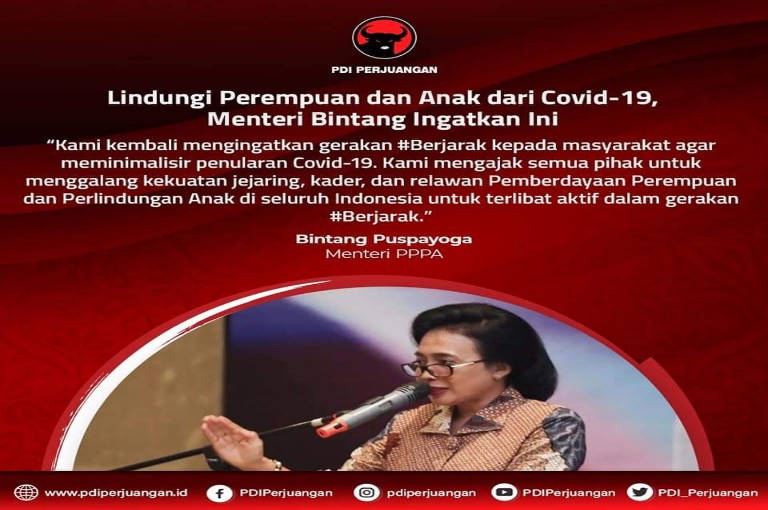 PDI PERJUANGAN
Lindungi Perempuan dan Anak dari Covid-19,
Menteri Bintang Ingatkan Ini
“Kami kembali mengingatkan gerakan #Berjarak kepada masyarakat agar
meminimalisir penularan Covid-19. Kami mengajak semua pihak untuk
menggalang kekuatan jejaring, kader, dan relawan Pemberdayaan Perempuan
dan Perlindungan Anak di seluruh Indonesia untuk terlibat aktif dalam gerakan
#Berjarak.”
Bintang Puspayoga
Menteri PPPA
www.pdiperjuangan.id PDIPerjuangan pdiperjuangan PDIPerjuangan PDI_Perjuangan